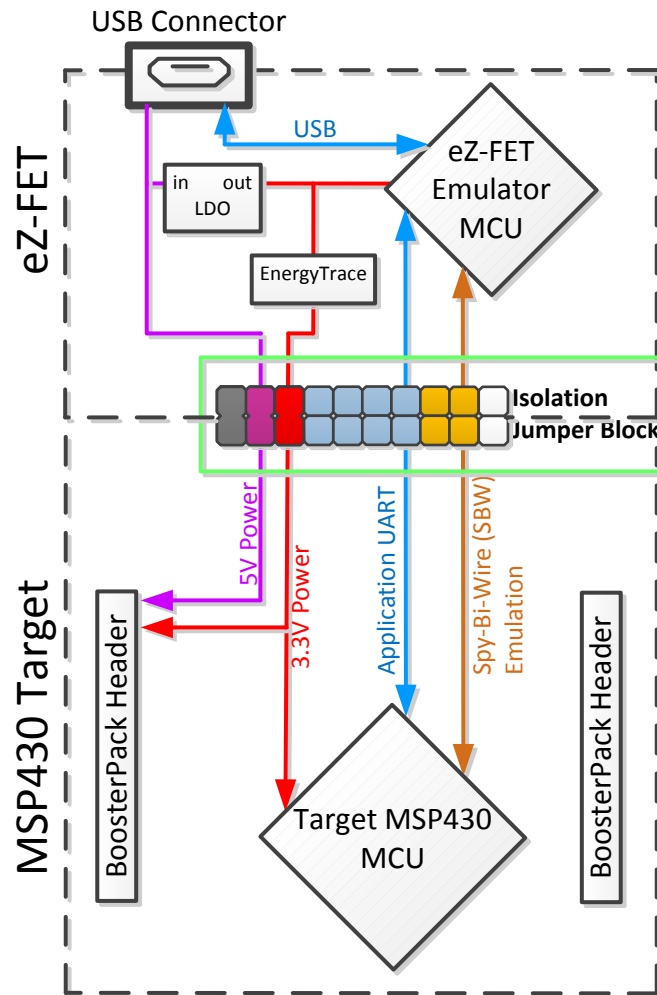 USB Connector
eZ-FET
USB
eZ-FET
Emulator
MCU
in out
LDO
EnergyTrace
Isolation
Jumper Block
MSP430 Target
5V Power
3.3V Power
Application UART
Spy-Bi-Wire (SBW)
Emulation
BoosterPack Header
BoosterPack Header
Target MSP430
MCU